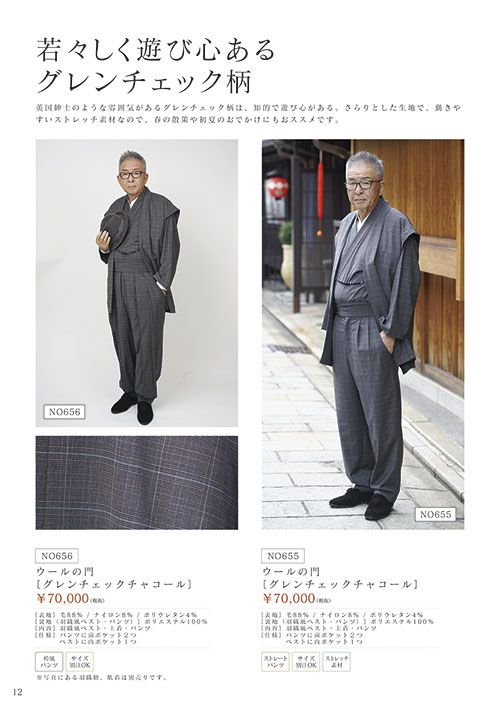 若々しく遊び心ある
グレンチェック柄
英国紳士のような雰囲気があるグレンチェック柄は、知的で遊び心がある。さらりとした生地で、動きや
すいストレッチ素材なので、春の散策や初夏のおでかけにもおススメです。
NO656
NO655
NO656
ウールの門
[グレンチェックチャコール]
¥70,000(税抜)
[表地] 毛88% / ナイロン8% / ポリウレタン4%
[裏地(羽織風ベスト・パンツ)] ポリエステル100%
[内容] 羽織風ベスト・上着・パンツ
[仕様] パンツに前ポケット2つ
ベストに内ポケット1つ
袴風
パンツ
サイズ
別注OK
※写真にある羽織紐、肌着は別売りです。
NO655
ウールの門
[グレンチェックチャコール]
¥70,000(税抜)
[表地] 毛88% / ナイロン8% / ポリウレタン4%
[裏地(羽織風ベスト・パンツ)] ポリエステル100%
[内容] 羽織風ベスト・上着・パンツ
[仕様] パンツに前ポケット2つ
ベストに内ポケット1つ
ストレート
パンツ
サイズ
別注OK
ストレッチ
素材
12